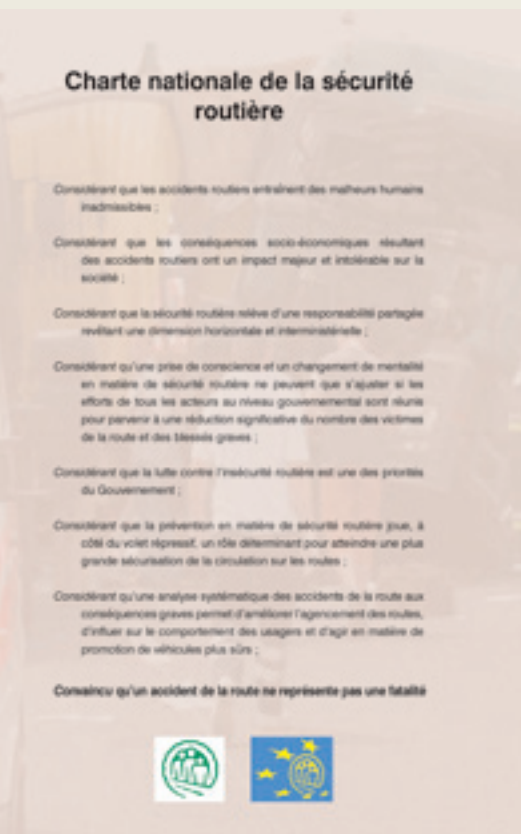 Charte nationale de la sécurité
routière
Considérant que les accidents routiers entraînent des malheurs humains
inadmissibles ;
Considérant que les conséquences socio-économiques résultant
des accidents routiers ont un impact majeur et intolérable sur la
société ;
Considérant que la sécurité routière relève d'une responsabilité partagée
revêtant une dimension horizontale et interministérielle ;
Considérant qu'une prise de conscience et un changement de mentalité
en matière de sécurité routière ne peuvent que s'ajuster si les
efforts de tous les acteurs au niveau gouvernemental sont réunis
pour parvenir à une réduction significative du nombre des victimes
de la route et des blessés graves ;
Considérant que la lutte contre l'insécurité routière est une des priorités
du Gouvernement ;
Considérant que la prévention en matière de sécurité routière joue, à
côté du volet répressif, un rôle déterminant pour atteindre une plus
grande sécurisation de la circulation sur les routes ;
Considérant qu'une analyse systématique des accidents de la route aux
conséquences graves permet d'améliorer l'agencement des routes,
d'influer sur le comportement des usagers et d'agir en matière de
promotion de véhicules plus sûrs ;
Convaincu qu'un accident de la route ne représente pas une fatalité